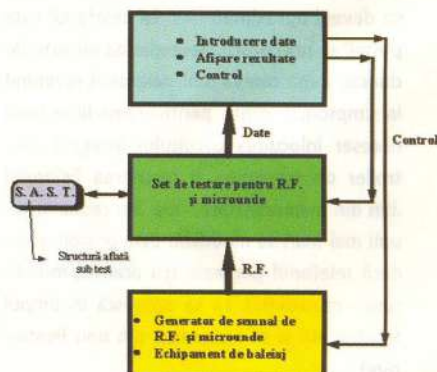 • Introducere date
• Afişare rezultate
• Control
Date
Control
S. A. S. T.
Set de testare pentru R.F.
şi microunde
Structură aflată
sub test
R.F.
• Generator de semnal de
R.F. şi microunde
• Echipament de baleiaj